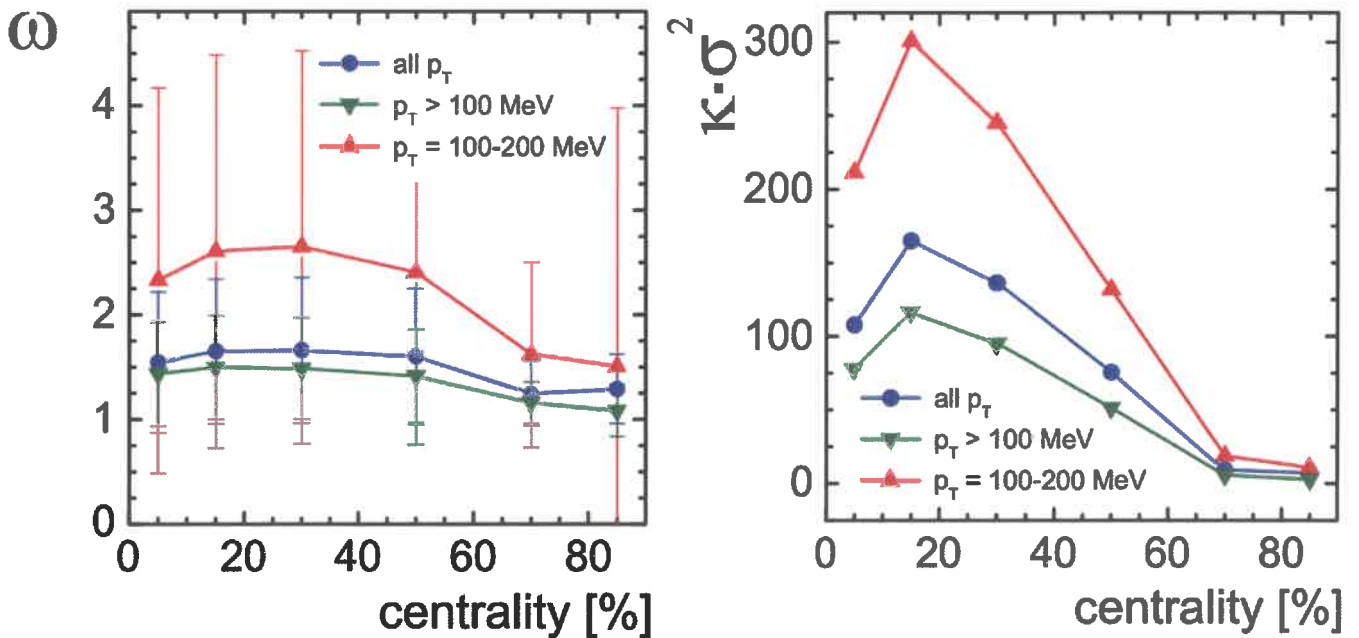 ω
4
3
2
1
0
0 20 40 60 80
centrality [%]
all p_T
p_T > 100 MeV
p_T = 100-200 MeV
κ·σ²
300
200
100
0
0 20 40 60 80
centrality [%]
all p_T
p_T > 100 MeV
p_T = 100-200 MeV